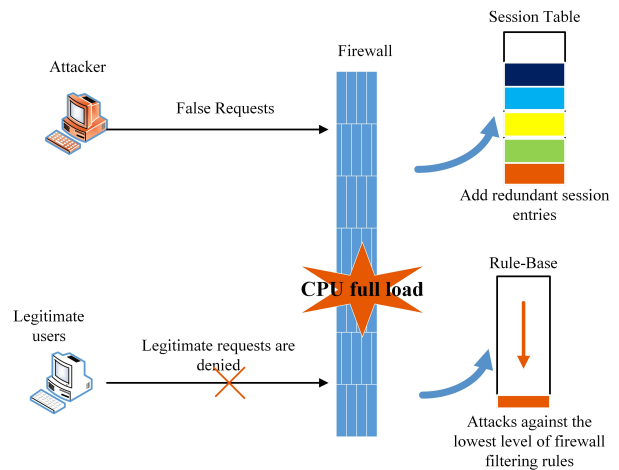 Session Table
Firewall
Attacker
False Requests
Add redundant session
entries
CPU full load
Rule-Base
Legitimate
users
Legitimate requests are
denied
Attacks against the
lowest level of firewall
filtering rules